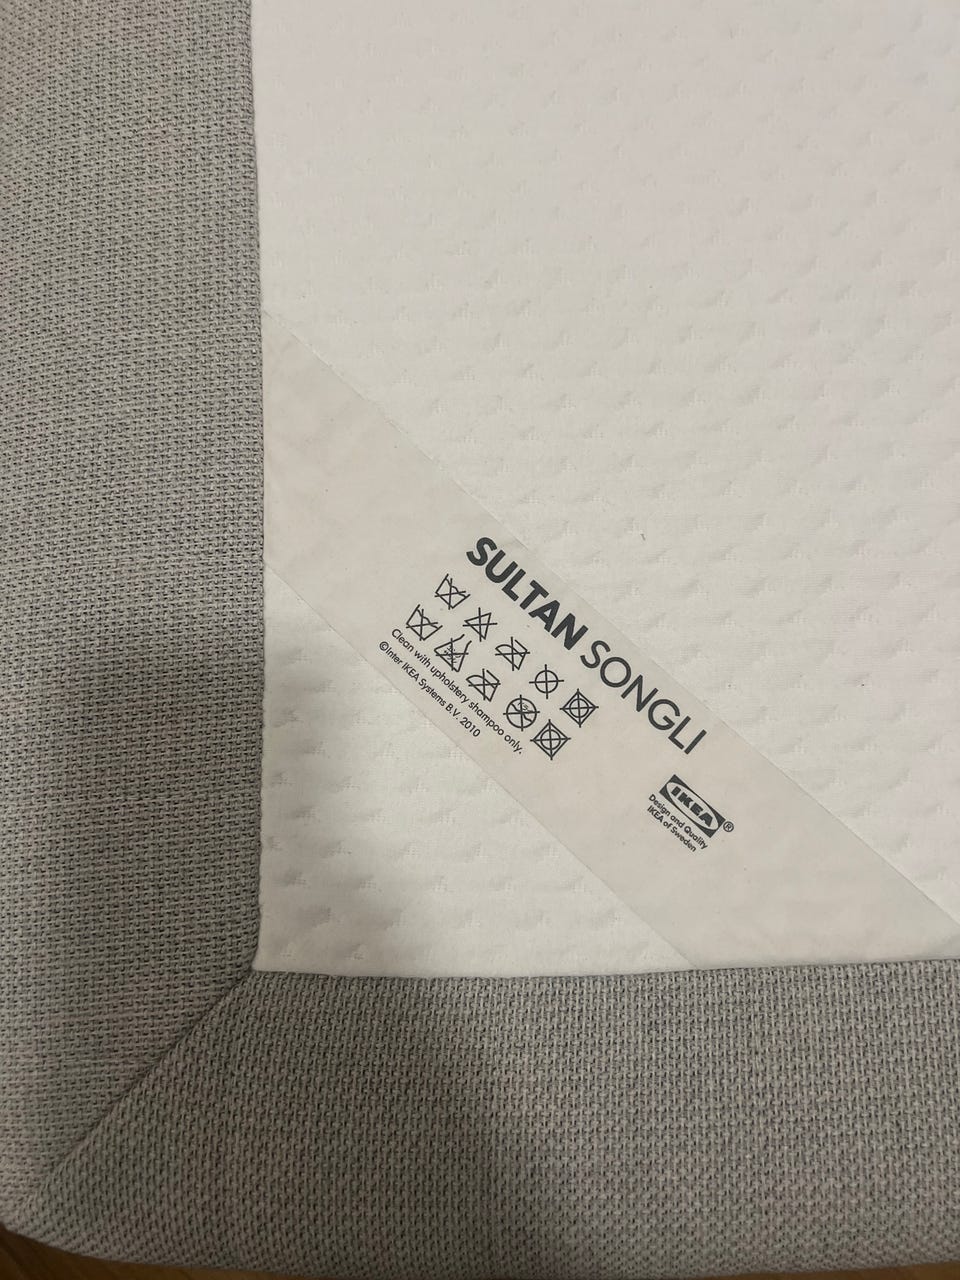 SULTAN SONGLI
Clean with upholstery shampoo only.
©Inter IKEA Systems B.V. 2010
IKEA®
Design and Quality
IKEA of Sweden